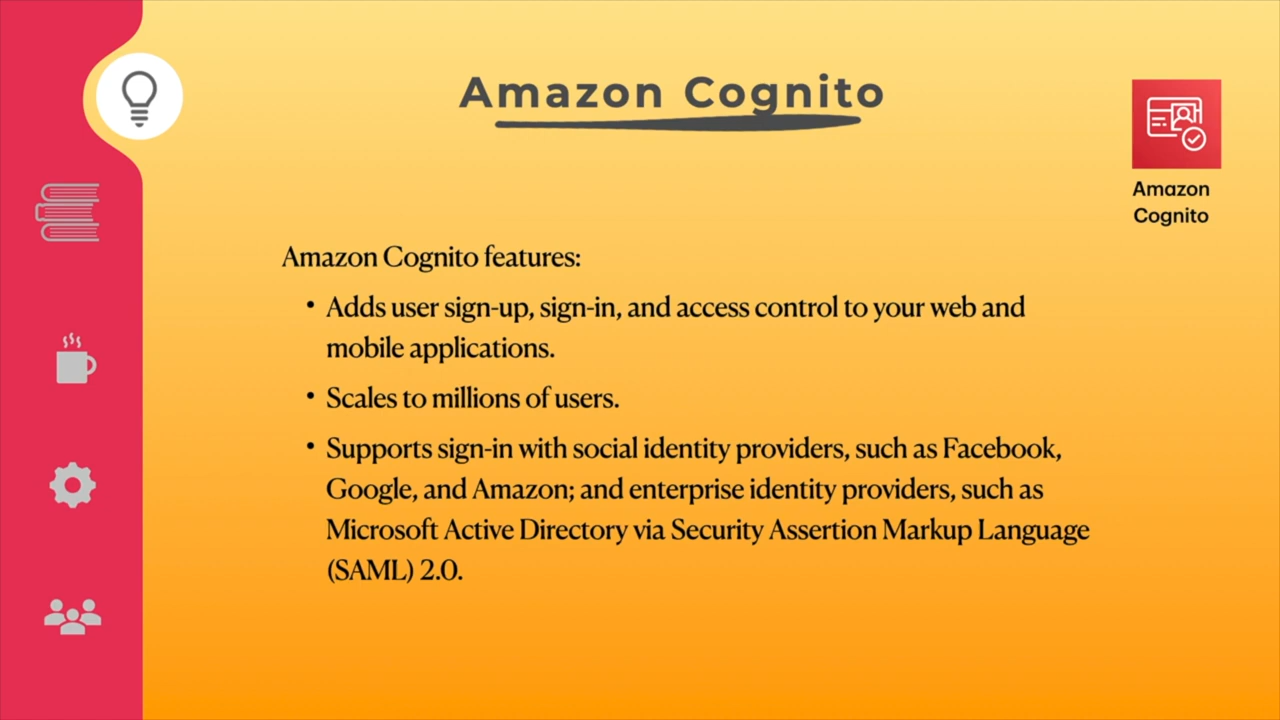 Amazon Cognito
Amazon
Cognito
Amazon Cognito features:
• Adds user sign-up, sign-in, and access control to your web and
mobile applications.
• Scales to millions of users.
• Supports sign-in with social identity providers, such as Facebook,
Google, and Amazon; and enterprise identity providers, such as
Microsoft Active Directory via Security Assertion Markup Language
(SAML) 2.0.